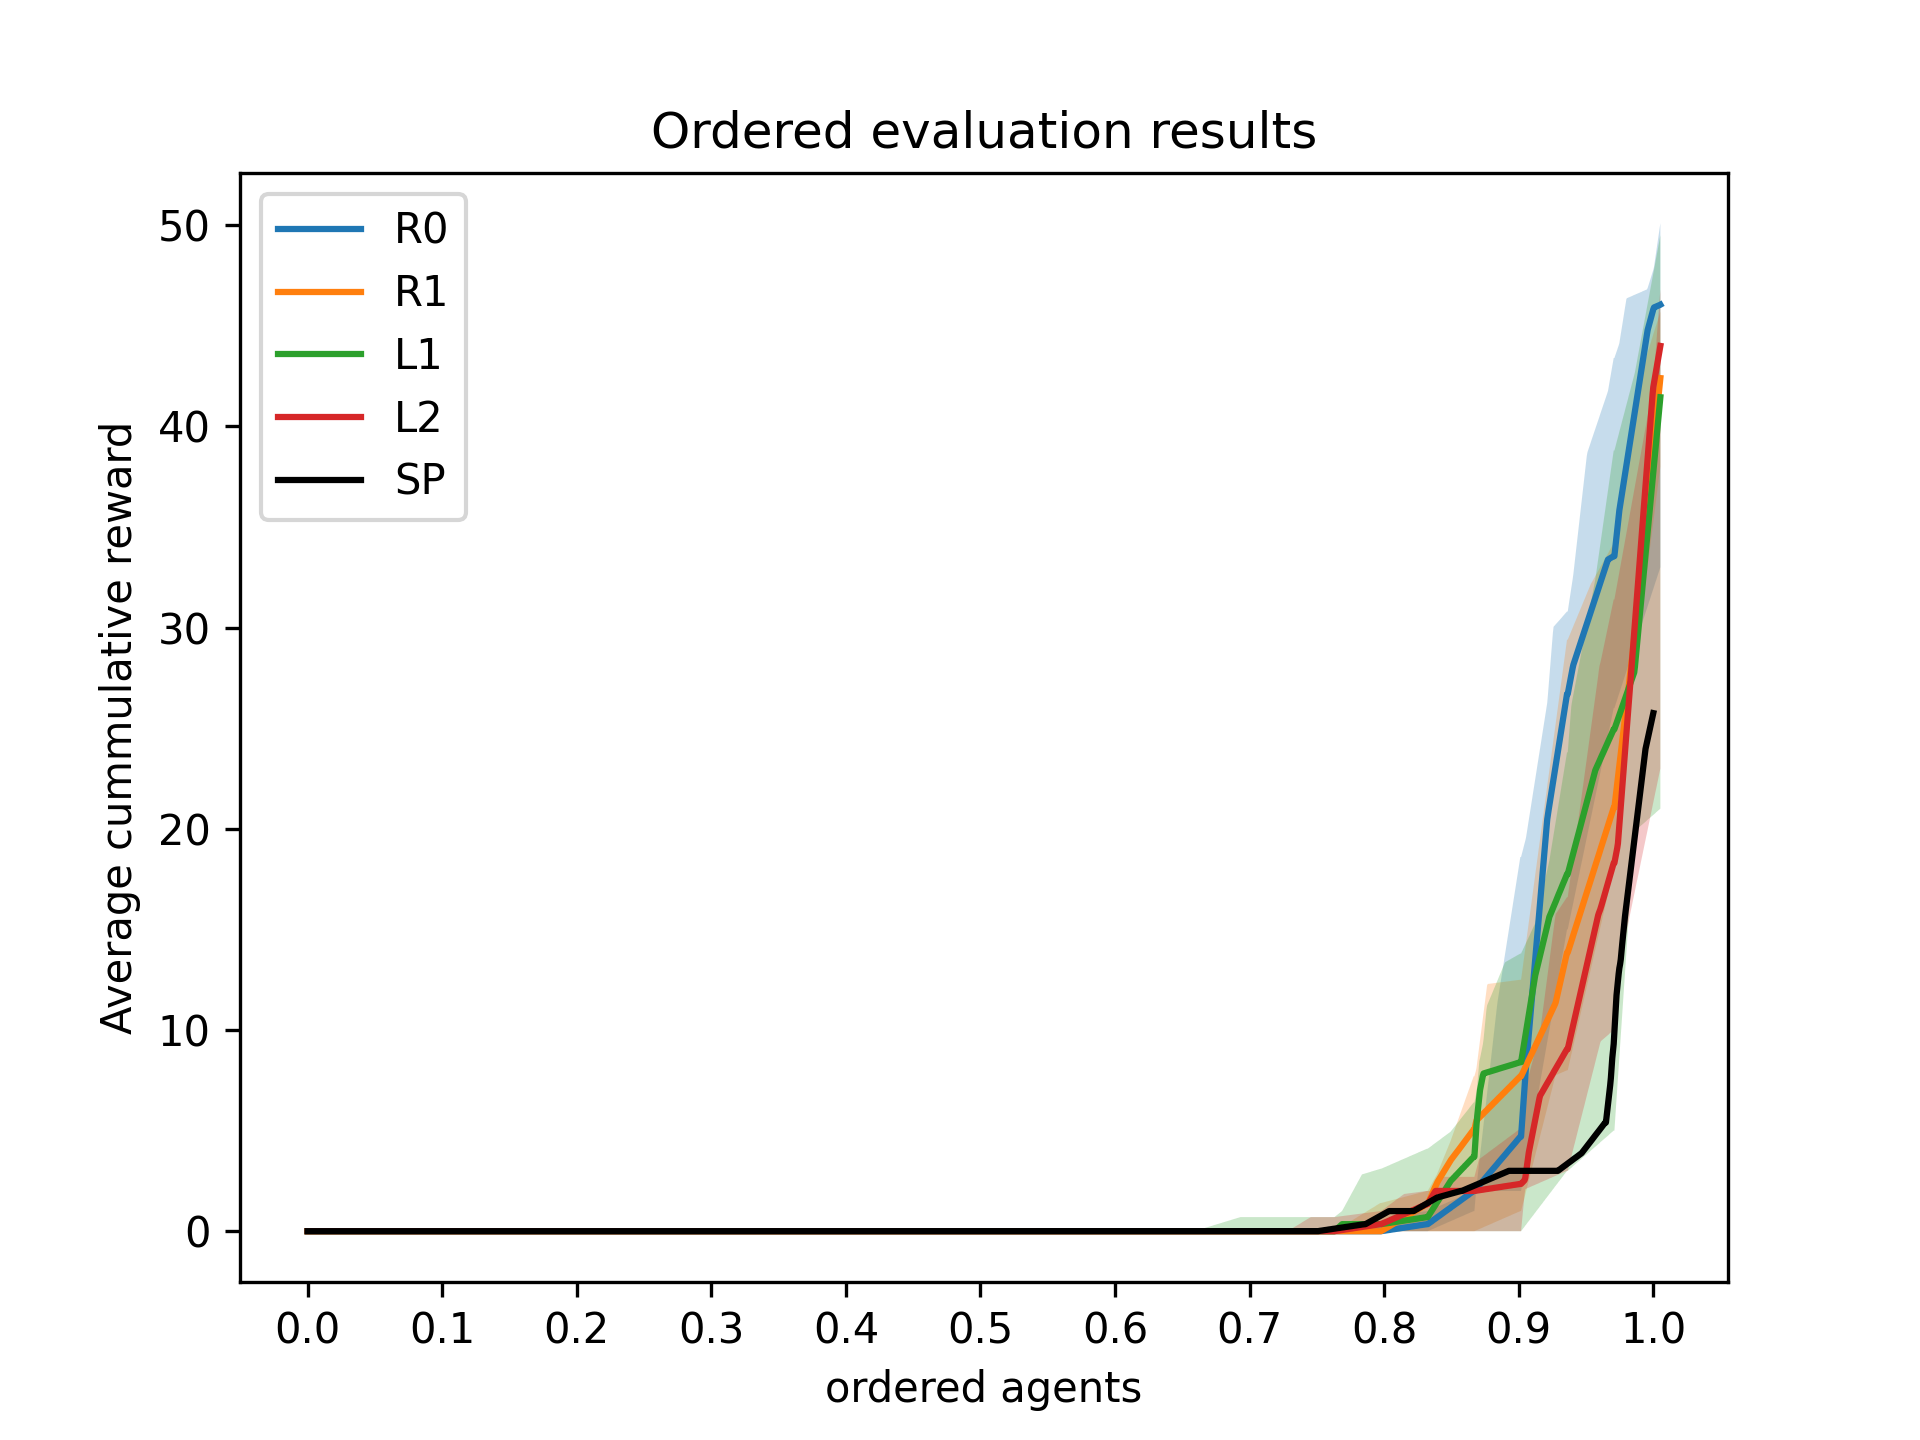 Ordered evaluation results
50
40
30
20
10
0
Average cummulative reward
R0
R1
L1
L2
SP
0.0 0.1 0.2 0.3 0.4 0.5 0.6 0.7 0.8 0.9 1.0
ordered agents